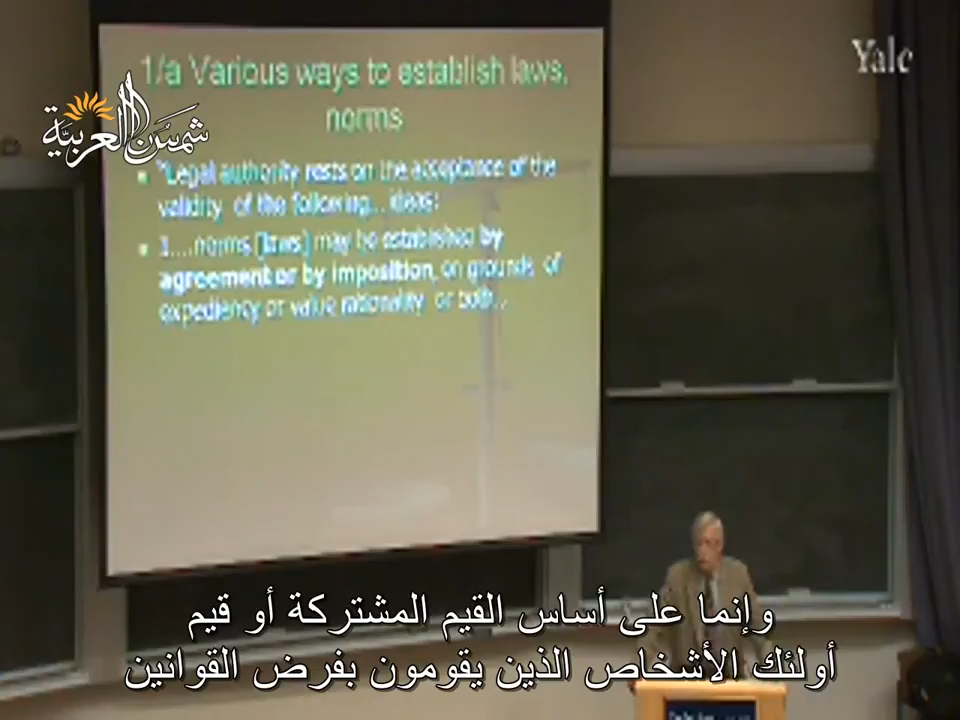 Yale
شمس العربية
1/a Various ways to establish laws,
norms
"Legal authority rests on the acceptance of the
validity of the following... ideas:
1....norms [laws] may be established by
agreement or by imposition, on grounds of
expediency or value rationality or both...
وإنما على أساس القيم المشتركة أو قيم
أولئك الأشخاص الذين يقومون بفرض القوانين